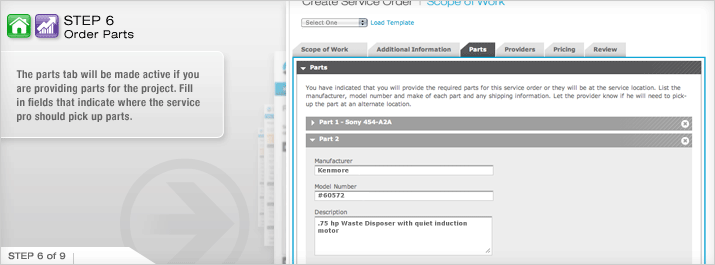 STEP 6
Order Parts
The parts tab will be made active if you
are providing parts for the project. Fill
in fields that indicate where the service
pro should pick up parts.
STEP 6 of 9
Create Service Order | Scope of Work
Select One Load Template
Scope of Work Additional Information Parts Providers Pricing Review
Parts
You have indicated that you will provide the required parts for this service order or they will be at the service location. List the
manufacturer, model number and make of each part and any shipping information. Let the provider know if he will need to pick-
up the part at an alternate location.
Part 1 - Sony 454-A2A
Part 2
Manufacturer
Kenmore
Model Number
#60572
Description
.75 hp Waste Disposer with quiet induction
motor